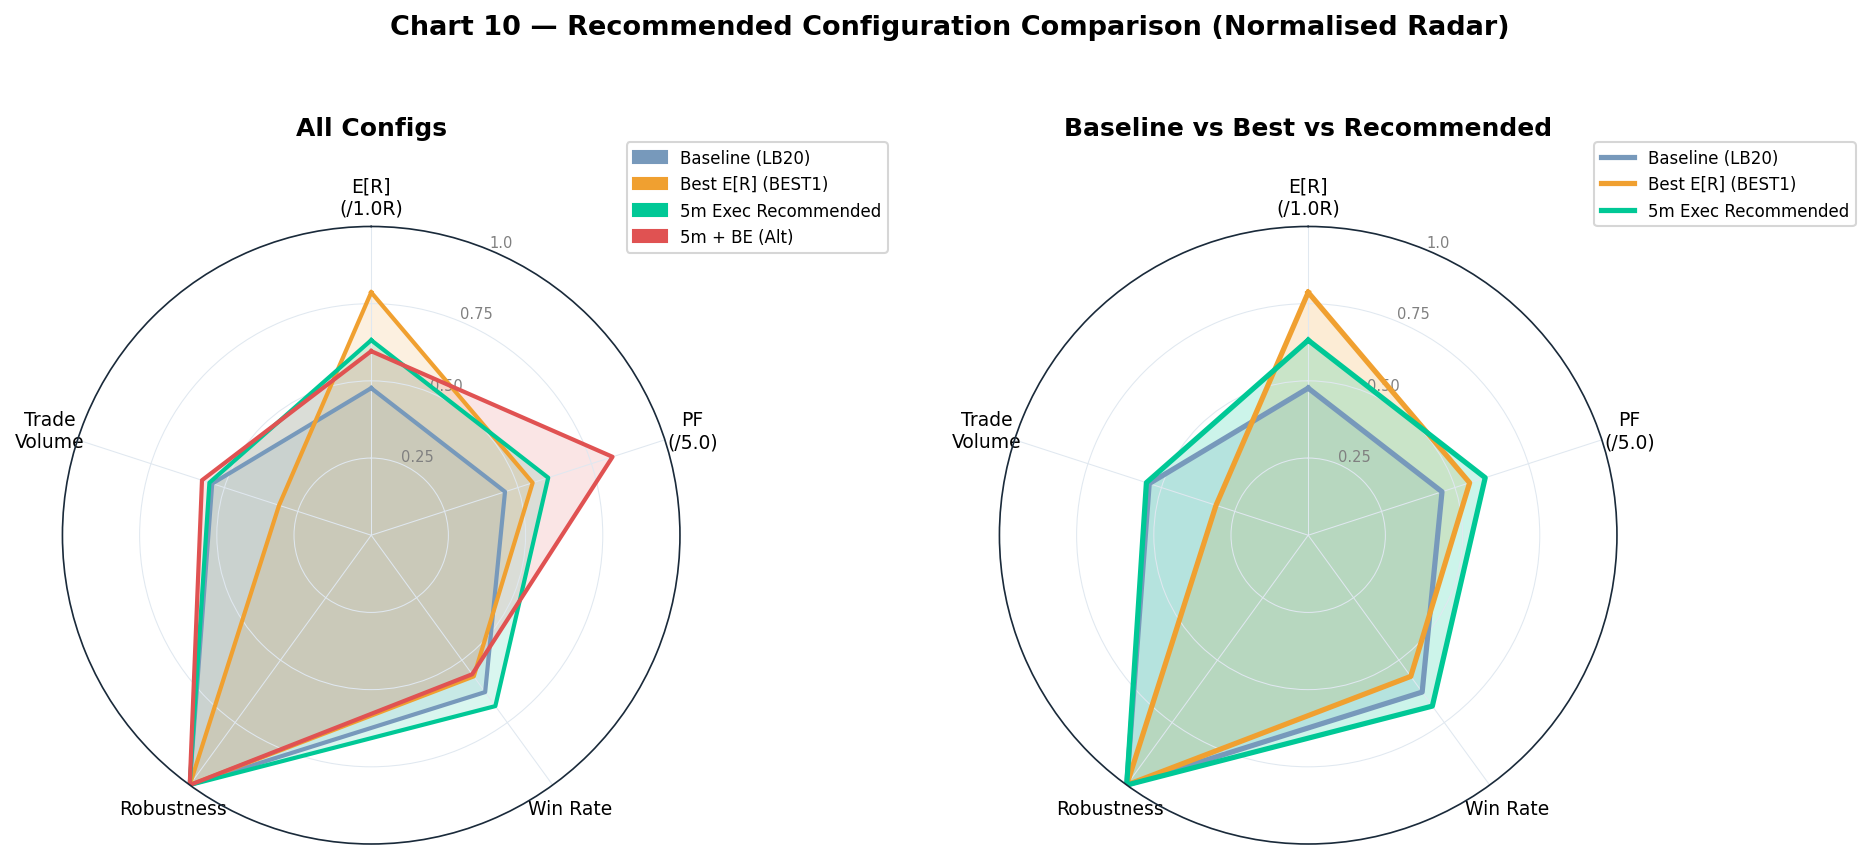 Chart 10 — Recommended Configuration Comparison (Normalised Radar)
All Configs
Baseline (LB20)
Best E[R] (BEST1)
5m Exec Recommended
5m + BE (Alt)
E[R]
(/1.0R)
1.0
0.75
0.50
0.25
PF
(/5.0)
Trade
Volume
Robustness
Win Rate
Baseline vs Best vs Recommended
Baseline (LB20)
Best E[R] (BEST1)
5m Exec Recommended
E[R]
(/1.0R)
1.0
0.75
0.50
0.25
PF
(/5.0)
Trade
Volume
Robustness
Win Rate